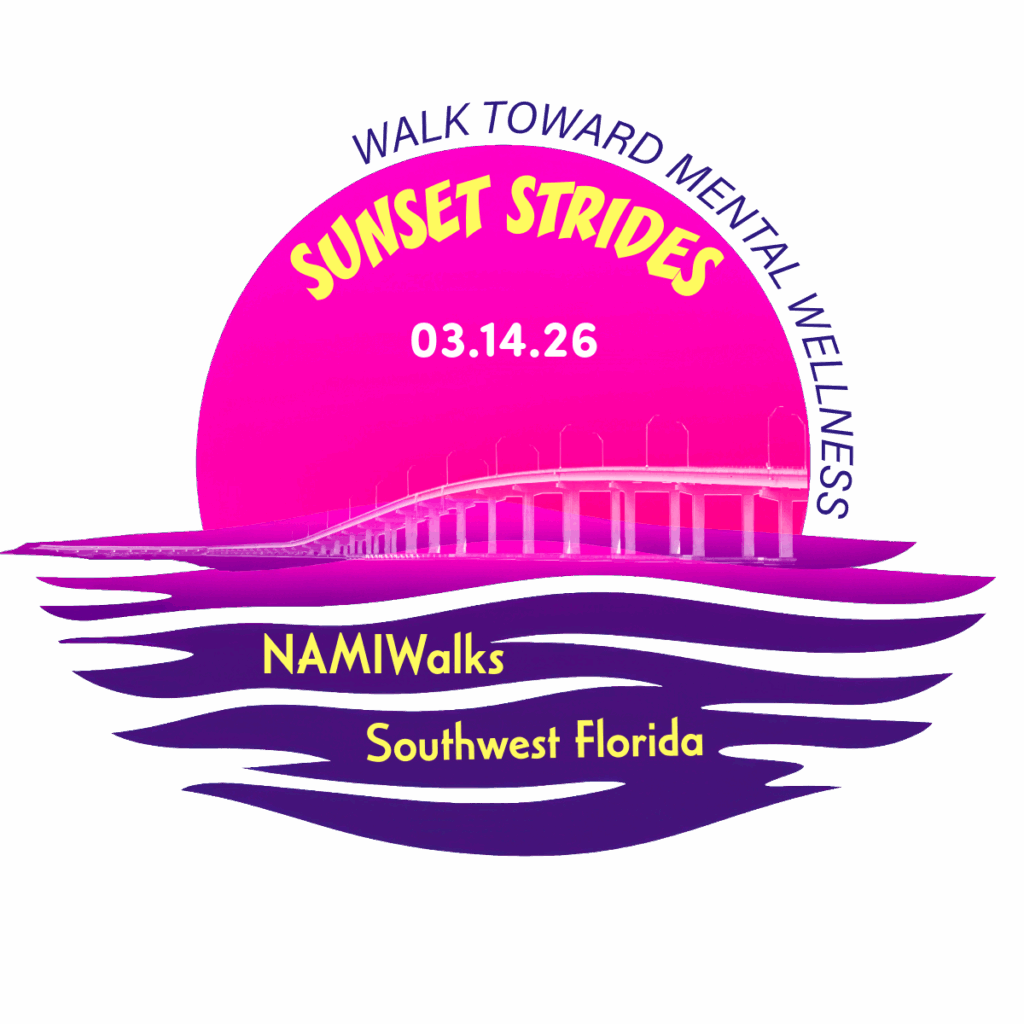 WALK TOWARD MENTAL WELLNESS
SUNSET STRIDES
03.14.26
NAMIWalks
Southwest Florida